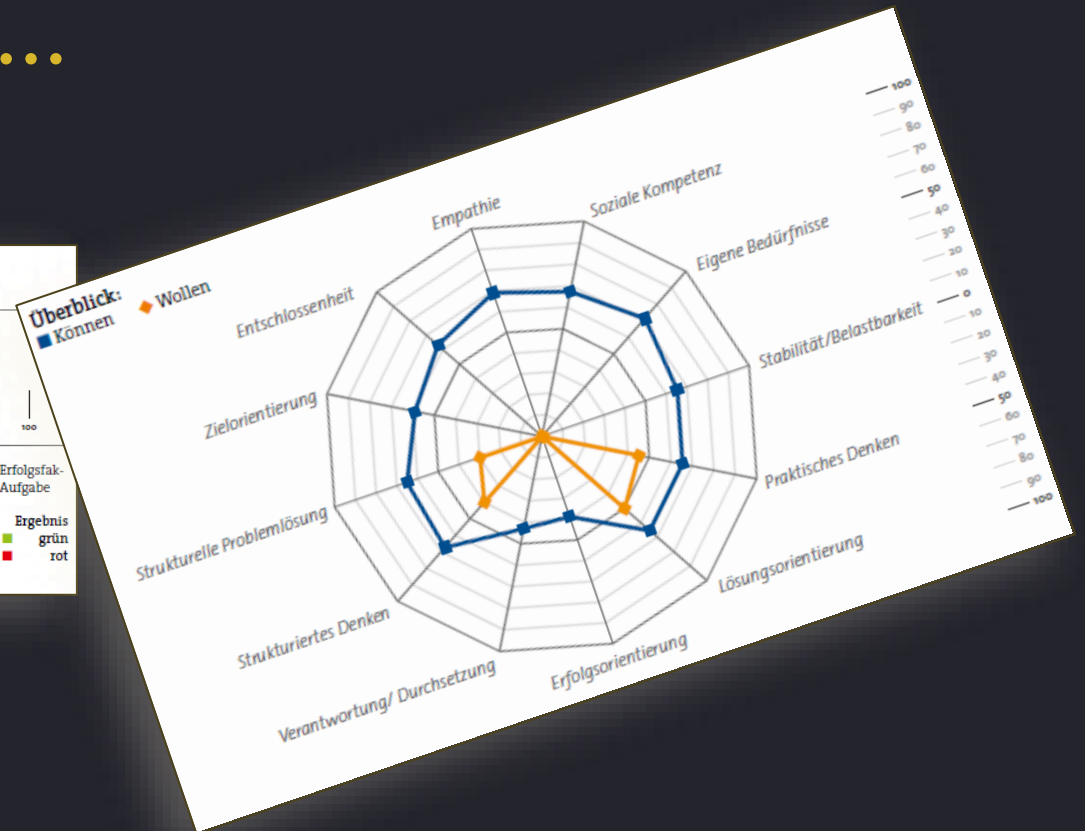 Überblick:
Können
Wollen
Empathie
Soziale Kompetenz
Eigene Bedürfnisse
Stabilität/Belastbarkeit
Praktisches Denken
Lösungsorientierung
Erfolgsorientierung
Verantwortung/ Durchsetzung
Strukturiertes Denken
Strukturelle Problemlösung
Zielorientierung
Entschlossenheit
100
90
80
70
60
50
40
30
20
10
0
10
20
30
40
50
60
70
80
90
100
100
Erfolgsfak-
Aufgabe
Ergebnis
grün
rot